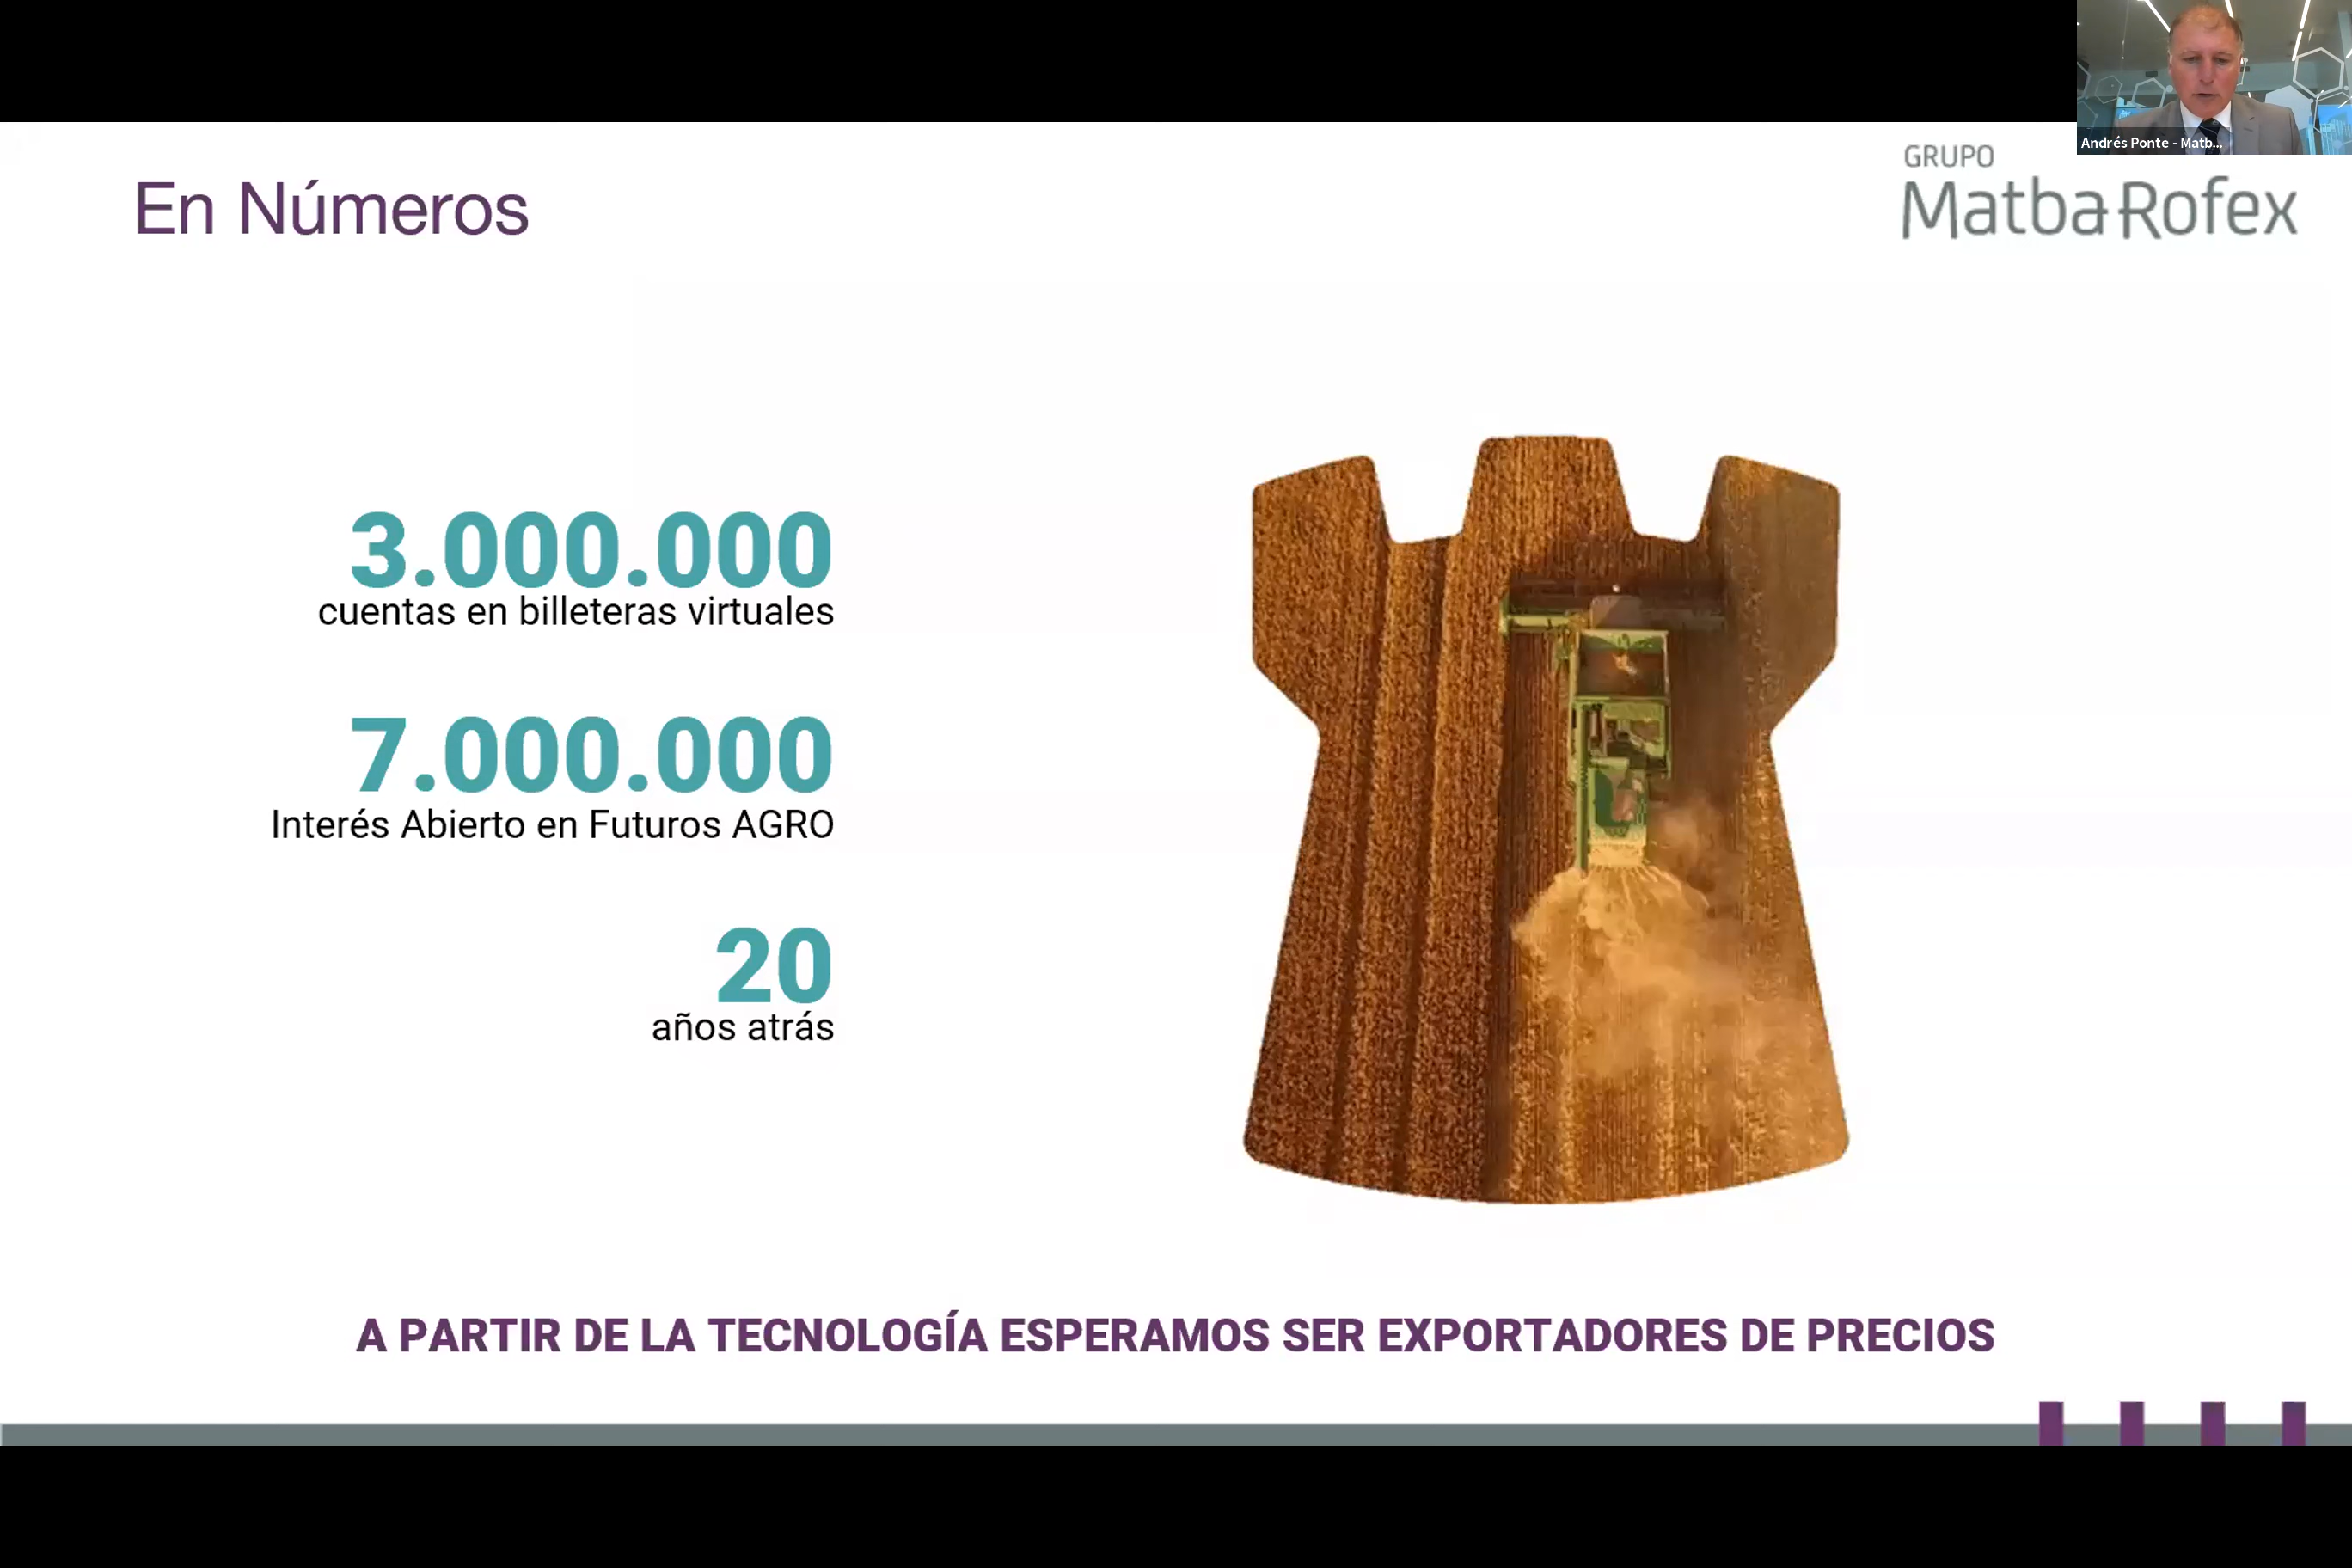 Andrés Ponte - Matb...
En Números
GRUPO
MatbaRofex
3.000.000
cuentas en billeteras virtuales
7.000.000
Interés Abierto en Futuros AGRO
20
años atrás
A PARTIR DE LA TECNOLOGÍA ESPERAMOS SER EXPORTADORES DE PRECIOS